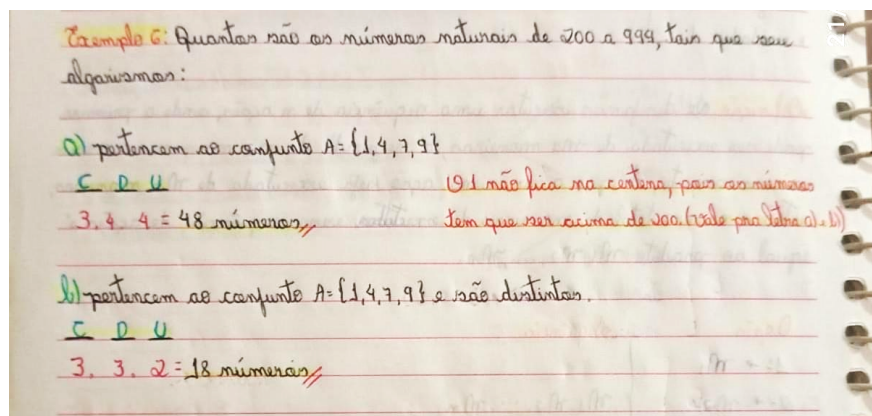 Exemplo 6: Quantos são os números naturais de 200 a 999, tais que seus
algarismos:
a) pertencem ao conjunto A = {1, 4, 7, 9}
C D U
3. 4. 4 = 48 números
O 1 não fica na centena, pois os números
tem que ser acima de 200. (vale pra letra a) e b))
b) pertencem ao conjunto A = {1, 4, 7, 9} e são distintos.
C D U
3. 3. 2 = 18 números